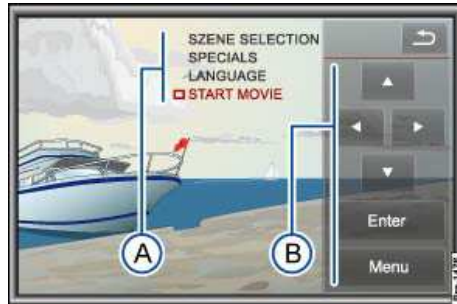 SZENE SELECTION
SPECIALS
LANGUAGE
START MOVIE
A
B
Enter
Menu